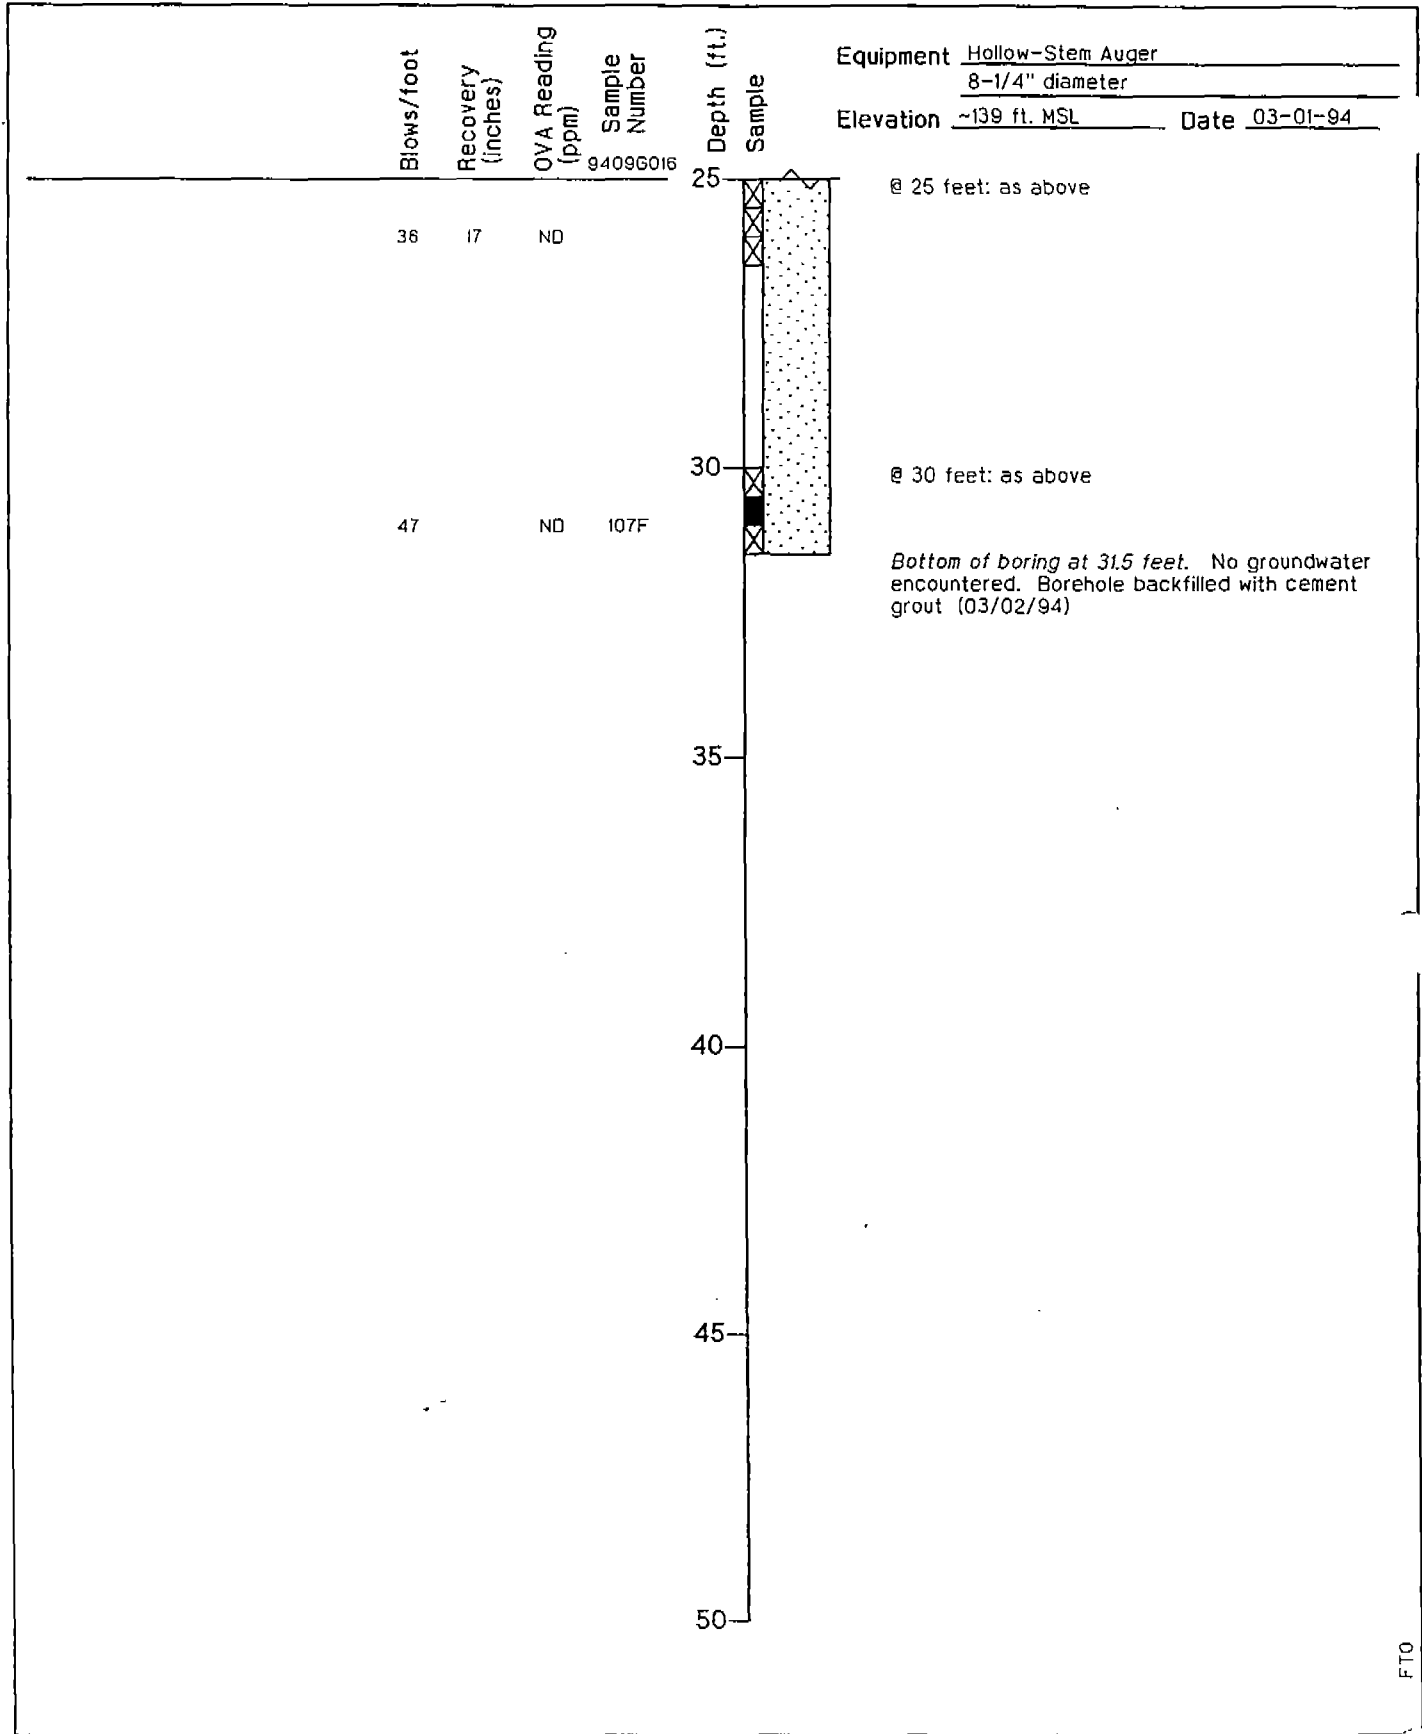 Blows/foot
Recovery
(inches)
OVA Reading
(ppm)
Sample
Number
9409G016
Depth (ft.)
Sample
Equipment Hollow-Stem Auger
8-1/4" diameter
Elevation ~139 ft. MSL Date 03-01-94
25
@ 25 feet: as above
36 17 ND
30
@ 30 feet: as above
47 ND 107F
Bottom of boring at 31.5 feet. No groundwater
encountered. Borehole backfilled with cement
grout (03/02/94)
35
40
45
50
FTO